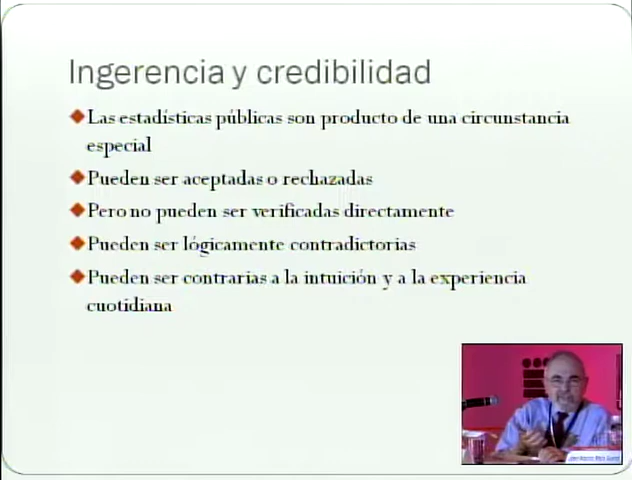 Ingerencia y credibilidad
Las estadísticas públicas son producto de una circunstancia
especial
Pueden ser aceptadas o rechazadas
Pero no pueden ser verificadas directamente
Pueden ser lógicamente contradictorias
Pueden ser contrarias a la intuición y a la experiencia
cuotidiana